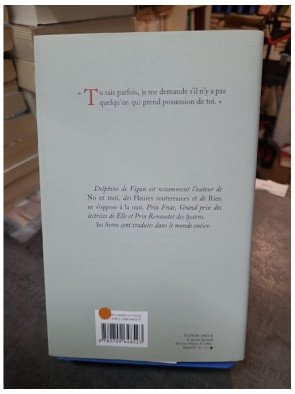 « Tu sais parfois, je me demande s'il n'y a pas
quelqu'un qui prend possession de toi. »
Delphine de Vigan est notamment l'auteur de
No et moi, des Heures souterraines et de Rien
ne s'oppose à la nuit, Prix Fnac, Grand prix des
lectrices de Elle et Prix Renaudot des lycéens.
Ses livres sont traduits dans le monde entier.